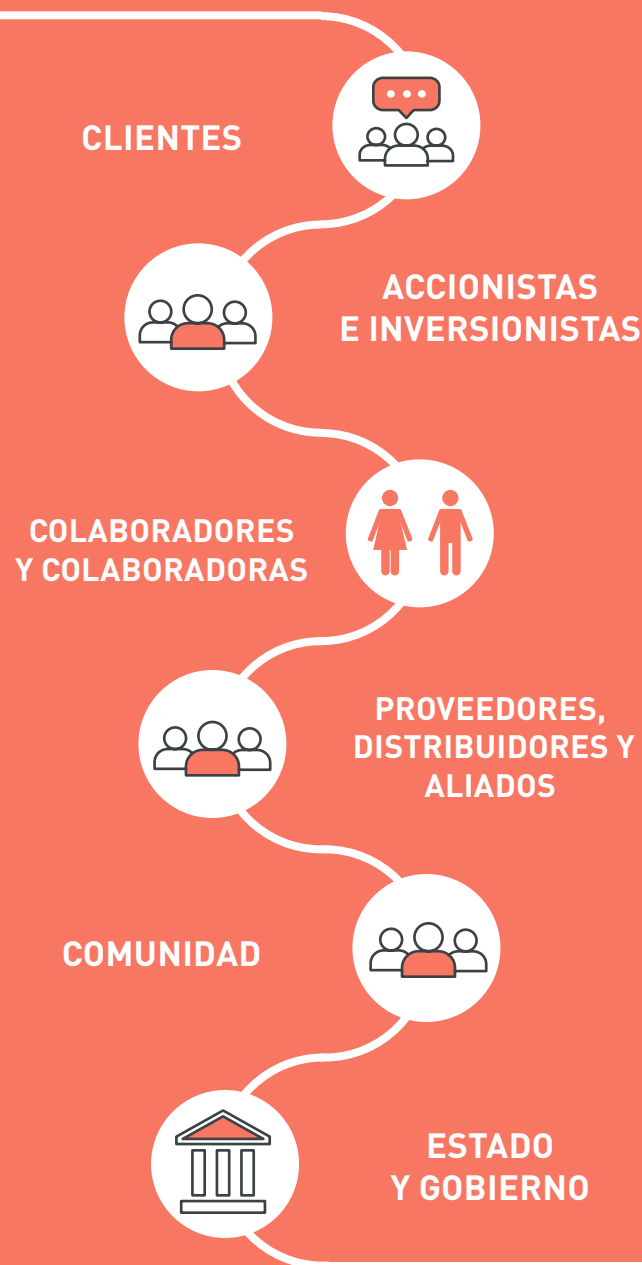 CLIENTES
ACCIONISTAS
E INVERSIONISTAS
COLABORADORES
Y COLABORADORAS
PROVEEDORES,
DISTRIBUIDORES Y
ALIADOS
COMUNIDAD
ESTADO
Y GOBIERNO